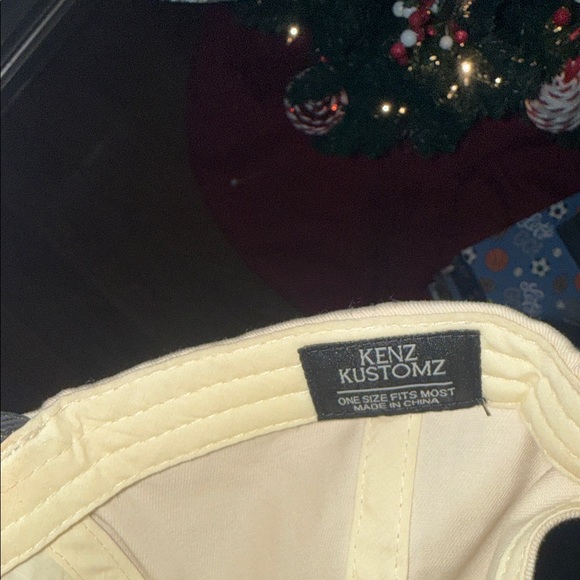 KENZ
KUSTOMZ
ONE SIZE FITS MOST
MADE IN CHINA